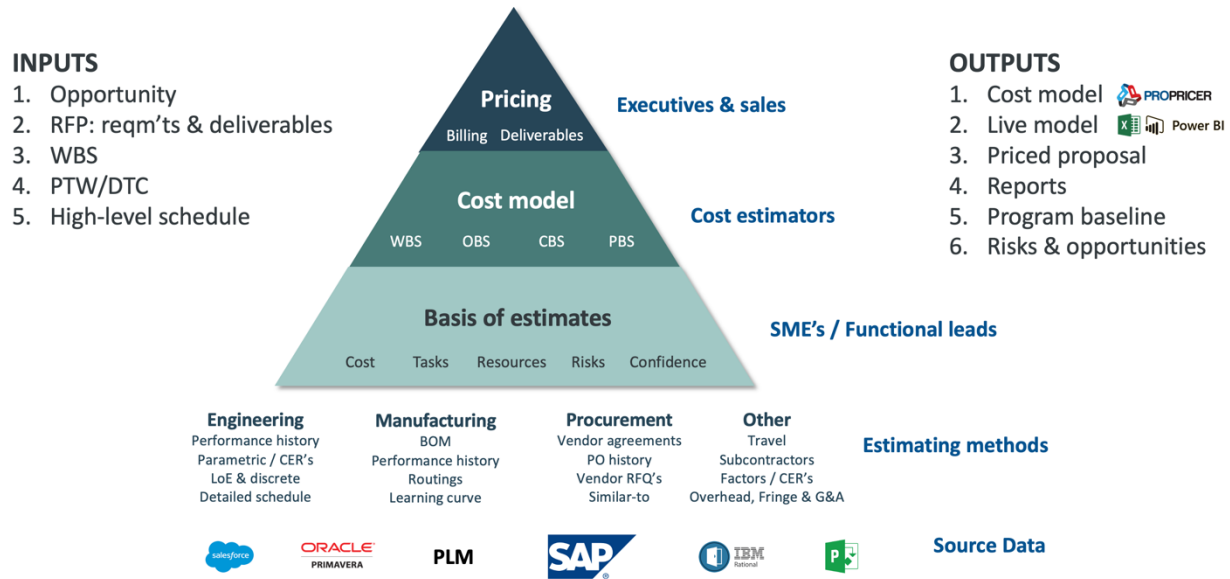 INPUTS
1. Opportunity
2. RFP: reqm'ts & deliverables
3. WBS
4. PTW/DTC
5. High-level schedule
Pricing
Billing Deliverables
Executives & sales
Cost model
WBS OBS CBS PBS
Cost estimators
Basis of estimates
Cost Tasks Resources Risks Confidence
SME's / Functional leads
OUTPUTS
1. Cost model PROPRICER
2. Live model Power BI
3. Priced proposal
4. Reports
5. Program baseline
6. Risks & opportunities
Engineering
Performance history
Parametric / CER's
LoE & discrete
Detailed schedule
Manufacturing
BOM
Performance history
Routings
Learning curve
Procurement
Vendor agreements
PO history
Vendor RFQ's
Similar-to
Other
Travel
Subcontractors
Factors / CER's
Overhead, Fringe & G&A
Estimating methods
salesforce
ORACLE
PRIMAVERA
PLM
SAP
IBM
Rational
P
Source Data